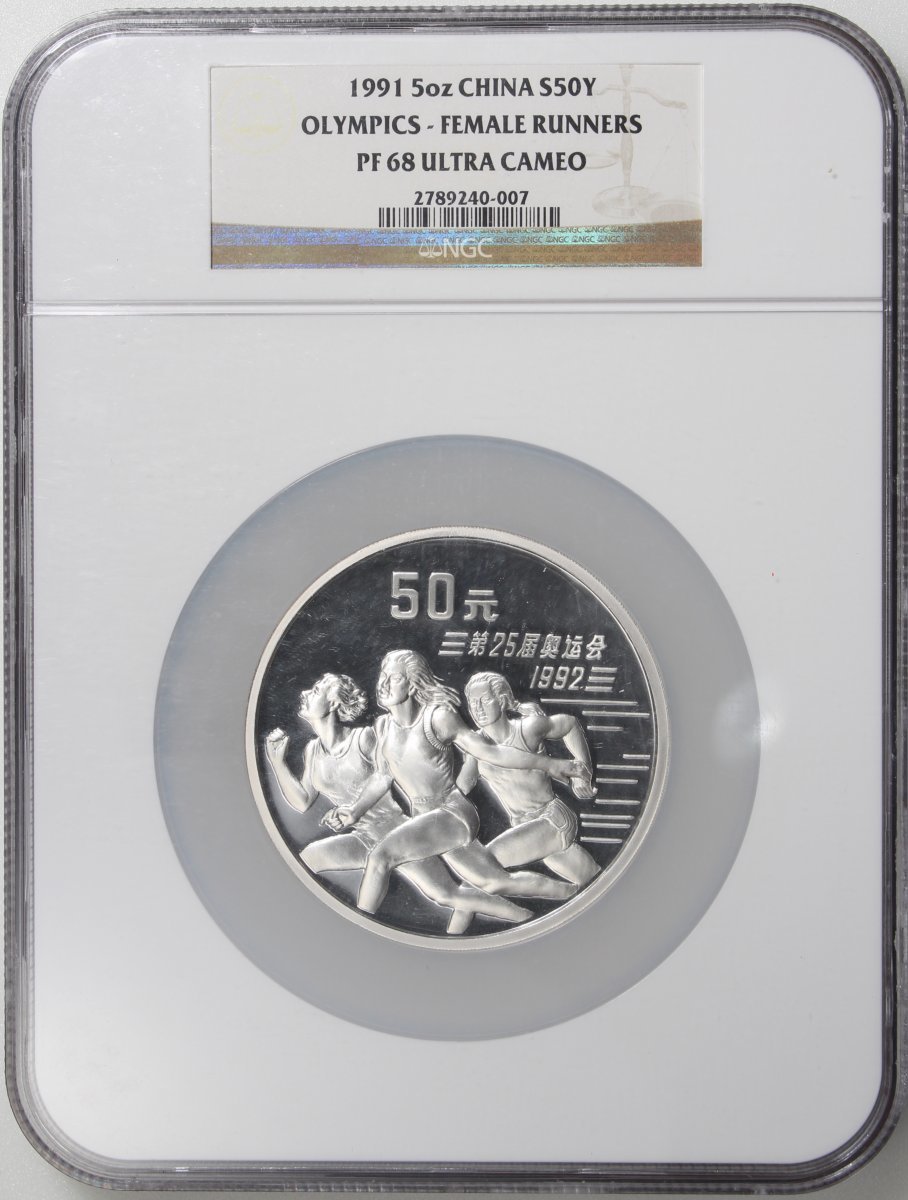 1991 5oz CHINA S50Y
OLYMPICS - FEMALE RUNNERS
PF 68 ULTRA CAMEO
2789240-007
NGC
50元
第25届奥运会
1992